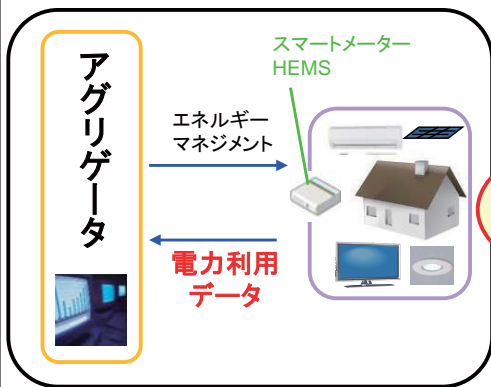 アグリゲータ
スマートメーター
HEMS
エネルギー
マネジメント
電力利用
データ